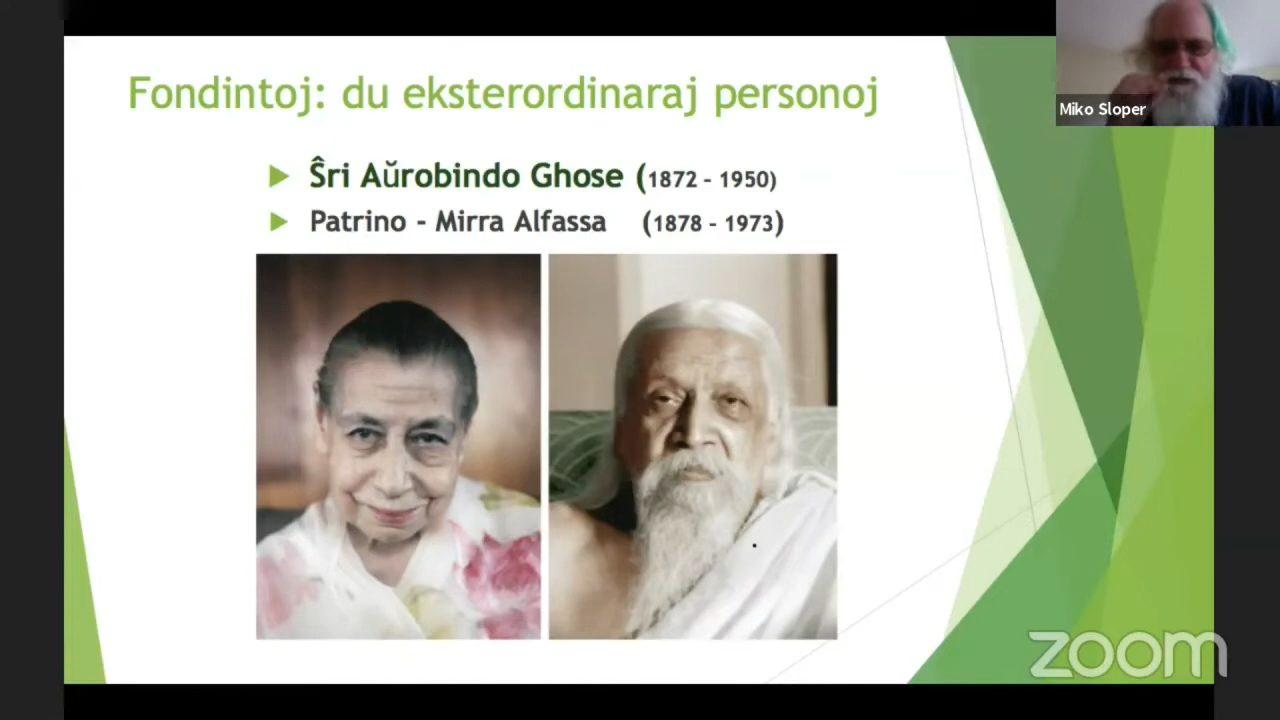 Fondintoj: du eksterordinaraj personoj
Ŝri Aŭrobindo Ghose (1872 – 1950)
Patrino - Mirra Alfassa (1878 – 1973)
Miko Sloper
zoom